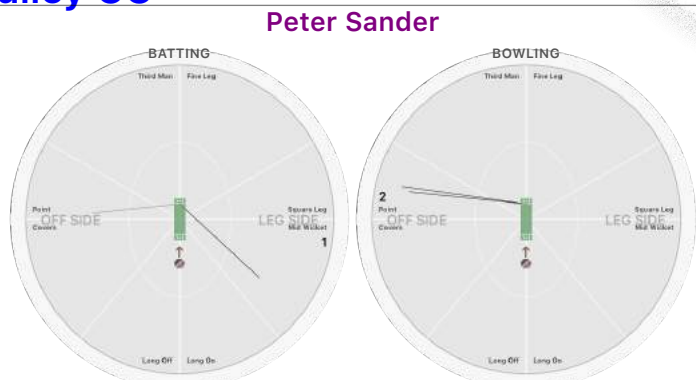 Peter Sander
BATTING
BOWLING
Third Man
Fine Leg
Third Man
Fine Leg
2
Point
OFF SIDE
Covers
Square Leg
LEG SIDE
Mid Wicket
1
Point
OFF SIDE
Covers
Square Leg
LEG SIDE
Mid Wicket
Long Off
Long On
Long Off
Long On